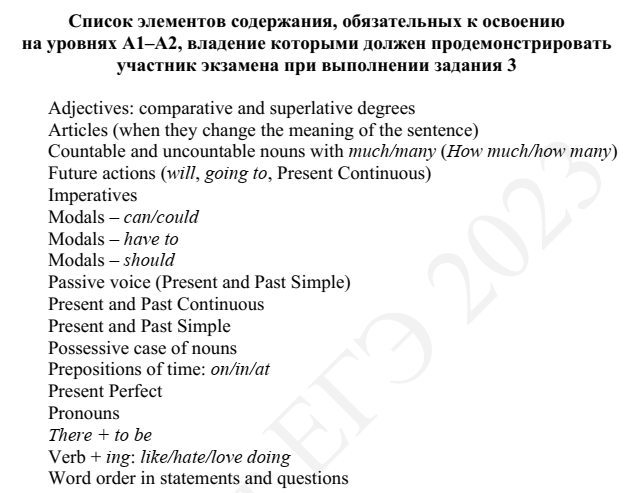 Список элементов содержания, обязательных к освоению
на уровнях А1–А2, владение которыми должен продемонстрировать
участник экзамена при выполнении задания 3
Adjectives: comparative and superlative degrees
Articles (when they change the meaning of the sentence)
Countable and uncountable nouns with much/many (How much/how many)
Future actions (will, going to, Present Continuous)
Imperatives
Modals – can/could
Modals – have to
Modals – should
Passive voice (Present and Past Simple)
Present and Past Continuous
Present and Past Simple
Possessive case of nouns
Prepositions of time: on/in/at
Present Perfect
Pronouns
There + to be
Verb + ing: like/hate/love doing
Word order in statements and questions
ЕГЭ 2023